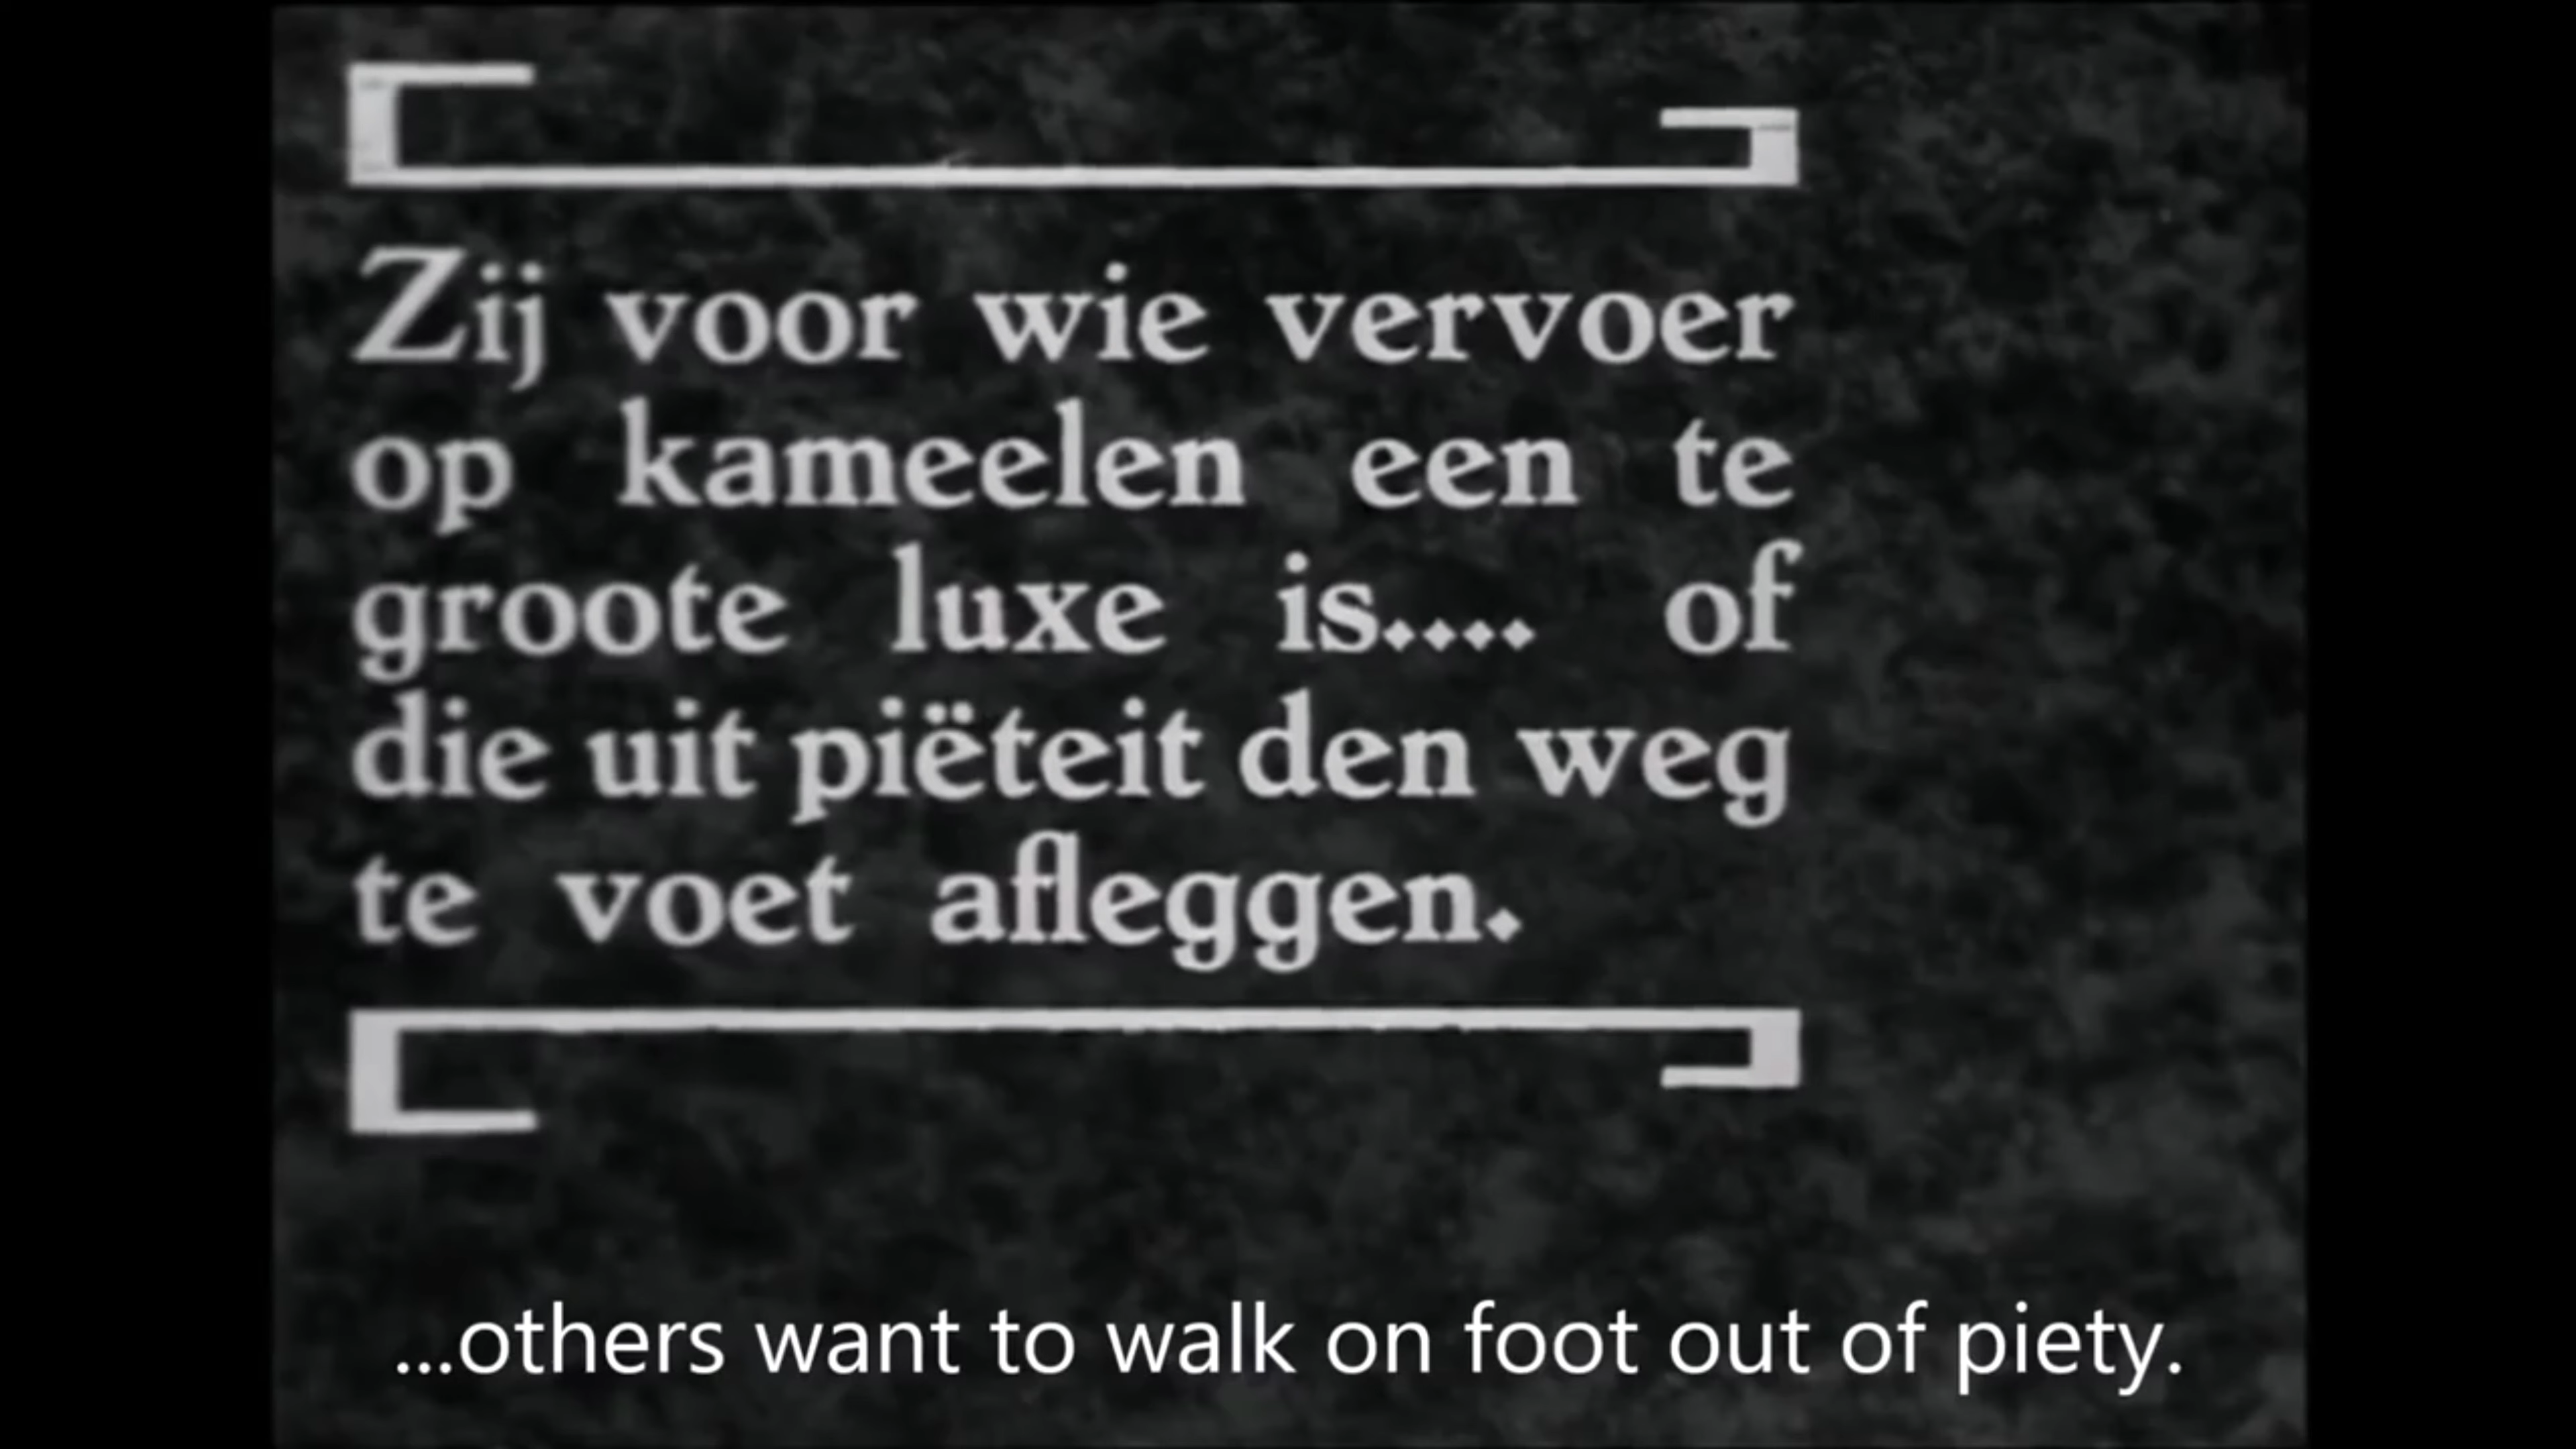 Zij voor wie vervoer
op kameelen een te
groote luxe is.... of
die uit piëteit den weg
te voet afleggen.
...others want to walk on foot out of piety.